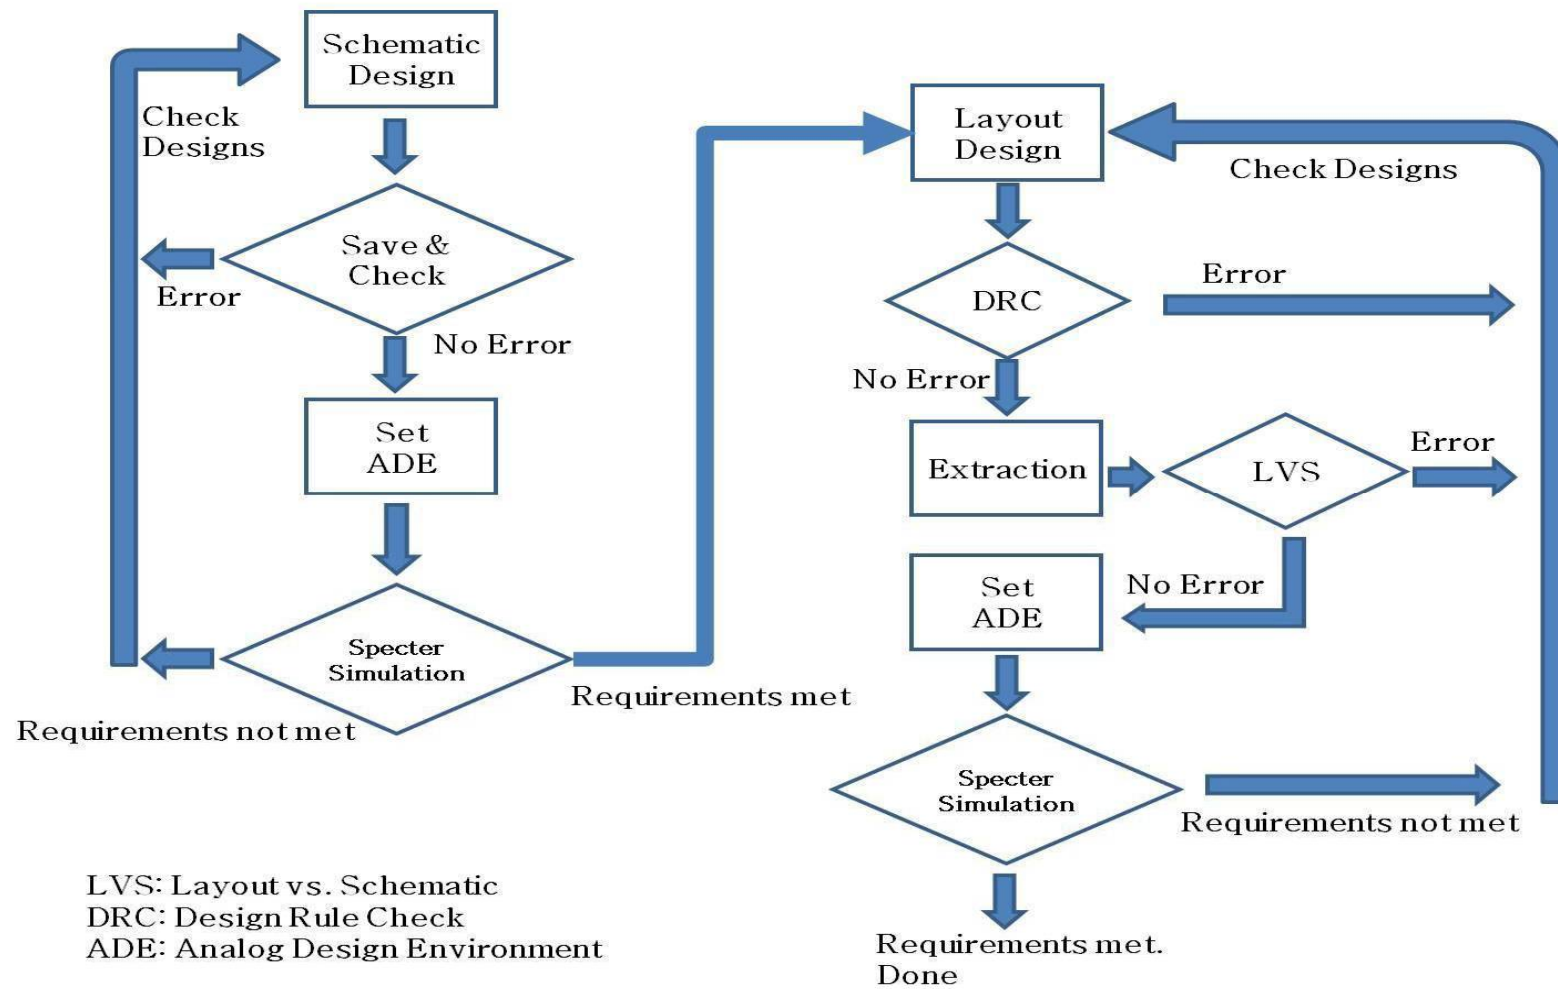 Schematic
Design
Check
Designs
Save &
Check
Error
No Error
Set
ADE
Specter
Simulation
Requirements not met
Requirements met
Layout
Design
Check Designs
DRC
Error
No Error
Extraction
LVS
Error
No Error
Set
ADE
Specter
Simulation
Requirements not met
Requirements met.
Done
LVS: Layout vs. Schematic
DRC: Design Rule Check
ADE: Analog Design Environment